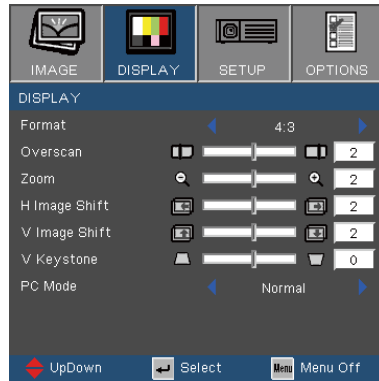 IMAGE DISPLAY SETUP OPTIONS
DISPLAY
Format 4:3
Overscan 2
Zoom 2
H Image Shift 2
V Image Shift 2
V Keystone 0
PC Mode Normal
UpDown Select Menu Menu Off